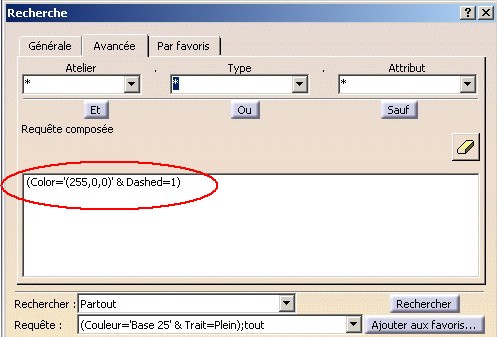 Recherche
Générale Avancée Par favoris
Atelier , Type , Attribut
* * *
Et Ou Sauf
Requête composée
(Color='(255,0,0)' & Dashed=1)
Rechercher : Partout Rechercher
Requête : (Couleur='Base 25' & Trait=Plein);tout Ajouter aux favoris...